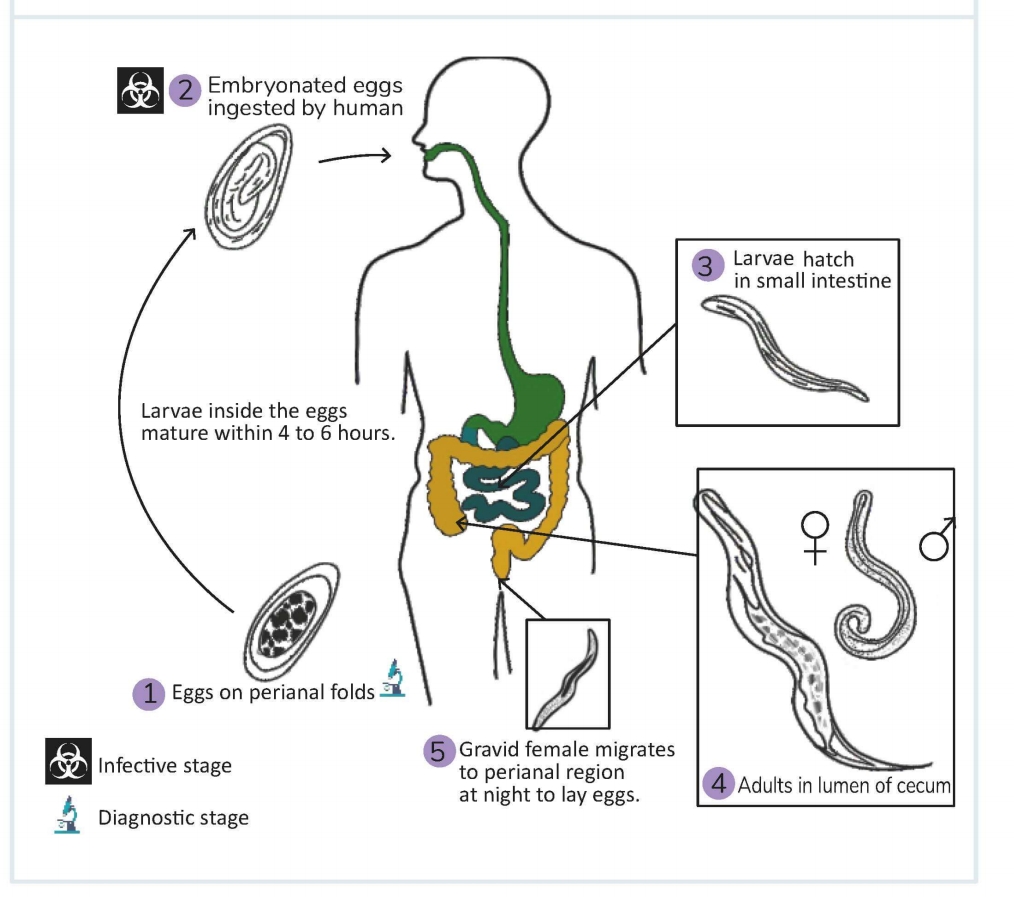 2 Embryonated eggs
ingested by human
3 Larvae hatch
in small intestine
Larvae inside the eggs
mature within 4 to 6 hours.
1 Eggs on perianal folds
4 Adults in lumen of cecum
5 Gravid female migrates
to perianal region
at night to lay eggs.
Infective stage
Diagnostic stage